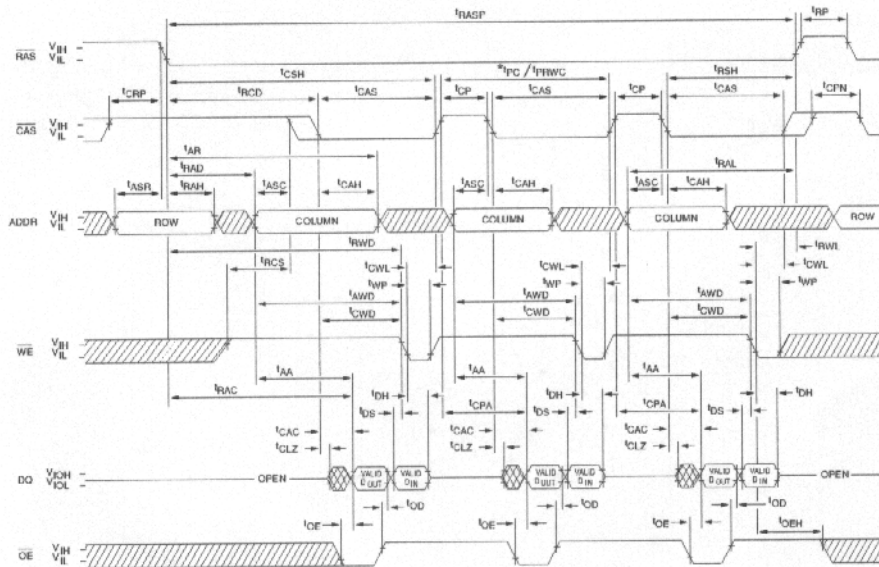 tRASP tRP
RAS VIH VIL
tCSH *tPC / tPRWC tRSH
tCRP tRCD tCAS tCP tCAS tCP tCAS tCPN
CAS VIH VIL
tAR
tRAD tRAL
tASR tRAH tASC tCAH tASC tCAH tASC tCAH
ADDR VIH VIL ROW COLUMN COLUMN COLUMN ROW
tRWD tRWL
tRCS tCWL tCWL tCWL
tWP tWP tWP
tAWD tAWD tAWD
tCWD tCWD tCWD
WE VIH VIL
tAA tAA tAA
tRAC tDH tDH tDH
tDS tCPA tDS tCPA tDS
tCAC tCAC tCAC
tCLZ tCLZ tCLZ
DQ VIOH VIOL OPEN VALID DOUT VALID DIN VALID DOUT VALID DIN VALID DOUT VALID DIN OPEN
tOD tOD tOD
tOE tOE tOE tOEH
OE VIH VIL